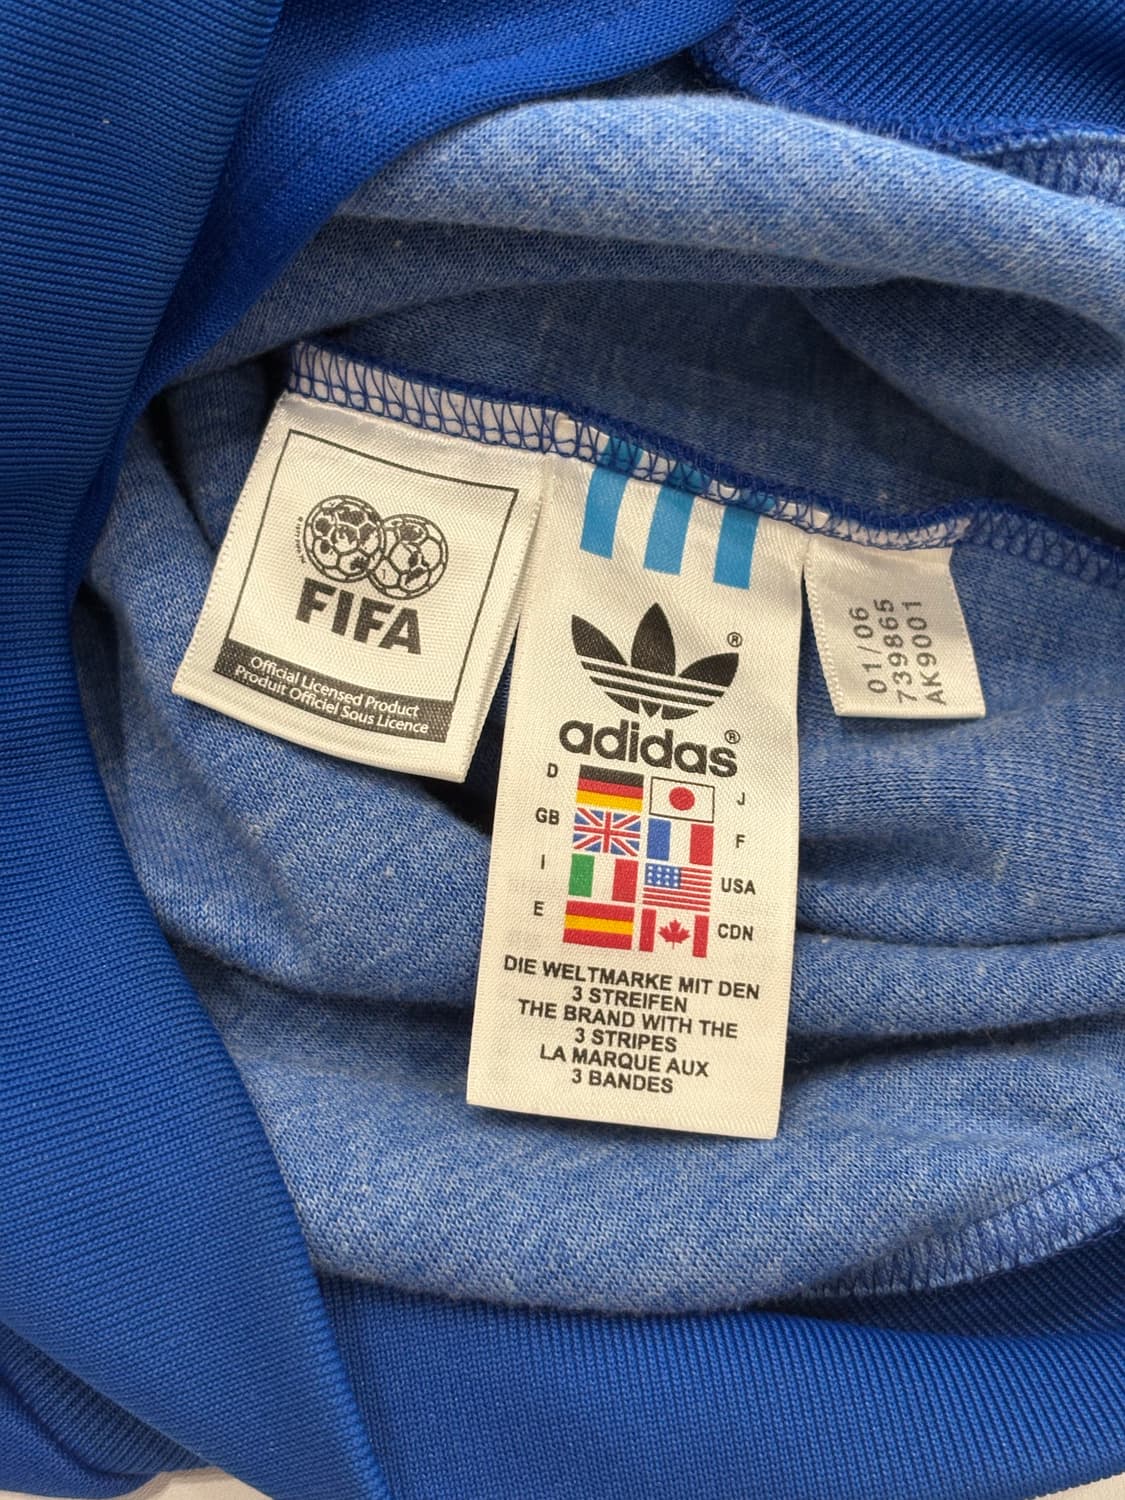 FIFA
Official Licensed Product
Produit Officiel Sous Licence
adidas®
D
J
GB
F
I
USA
E
CDN
DIE WELTMARKE MIT DEN
3 STREIFEN
THE BRAND WITH THE
3 STRIPES
LA MARQUE AUX
3 BANDES
01/06
739865
AK9001